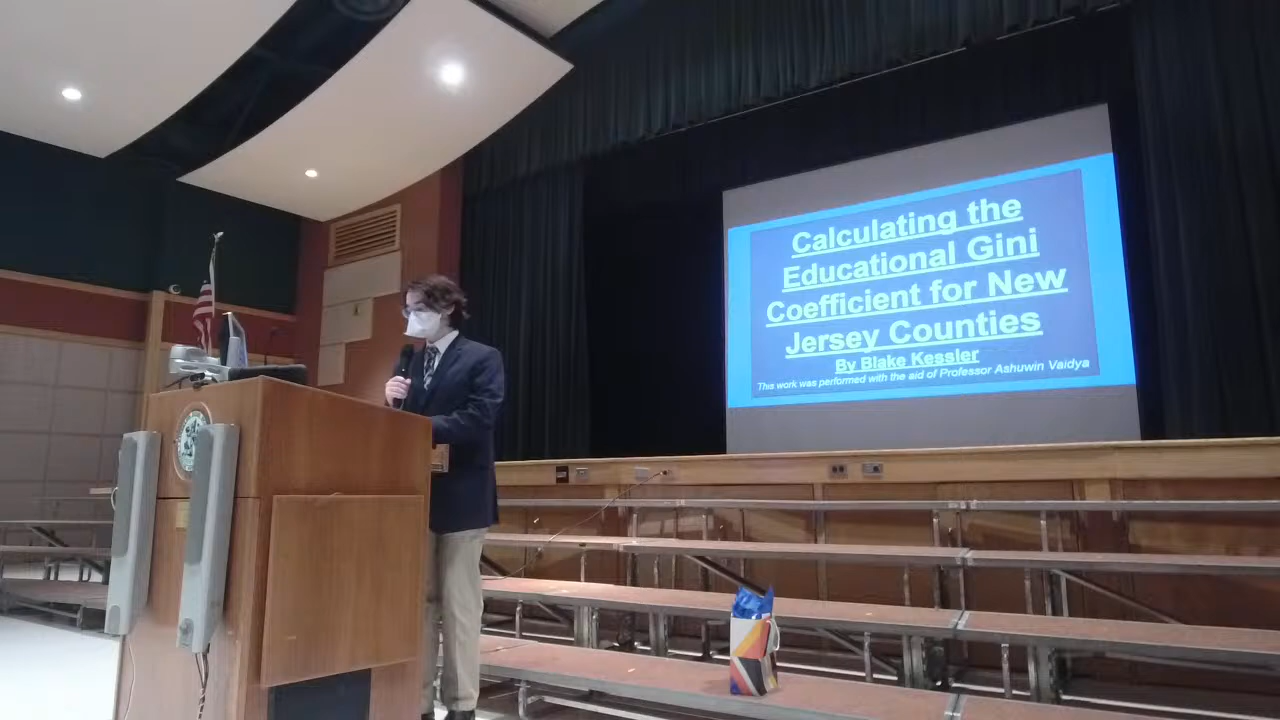 Calculating the
Educational Gini
Coefficient for New
Jersey Counties
By Blake Kessler
This work was performed with the aid of Professor Ashuwin Vaidya